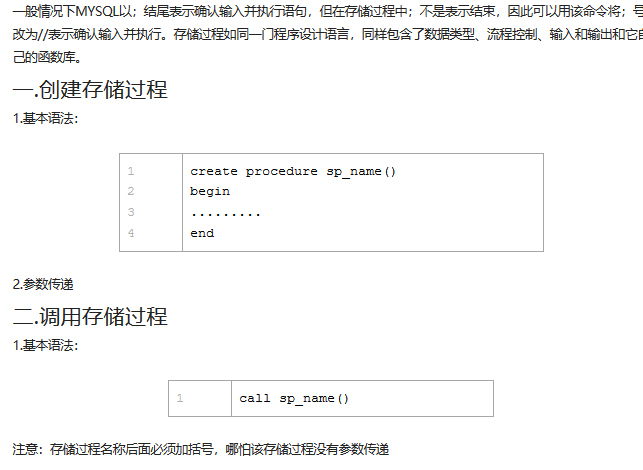 一般情况下MYSQL以；结尾表示确认输入并执行语句，但在存储过程中；不是表示结束，因此可以用该命令将；号
改为//表示确认输入并执行。存储过程如同一门程序设计语言，同样包含了数据类型、流程控制、输入和输出和它自
己的函数库。
一.创建存储过程
1.基本语法：
1 create procedure sp_name()
2 begin
3 .........
4 end
2.参数传递
二.调用存储过程
1.基本语法：
1 call sp_name()
注意：存储过程名称后面必须加括号，哪怕该存储过程没有参数传递